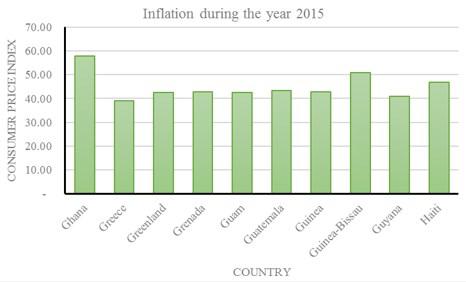 Inflation during the year 2015
CONSUMER PRICE INDEX
70.00
60.00
50.00
40.00
30.00
20.00
10.00
-
Ghana
Greece
Greenland
Grenada
Guam
Guatemala
Guinea
Guinea-Bissau
Guyana
Haiti
COUNTRY